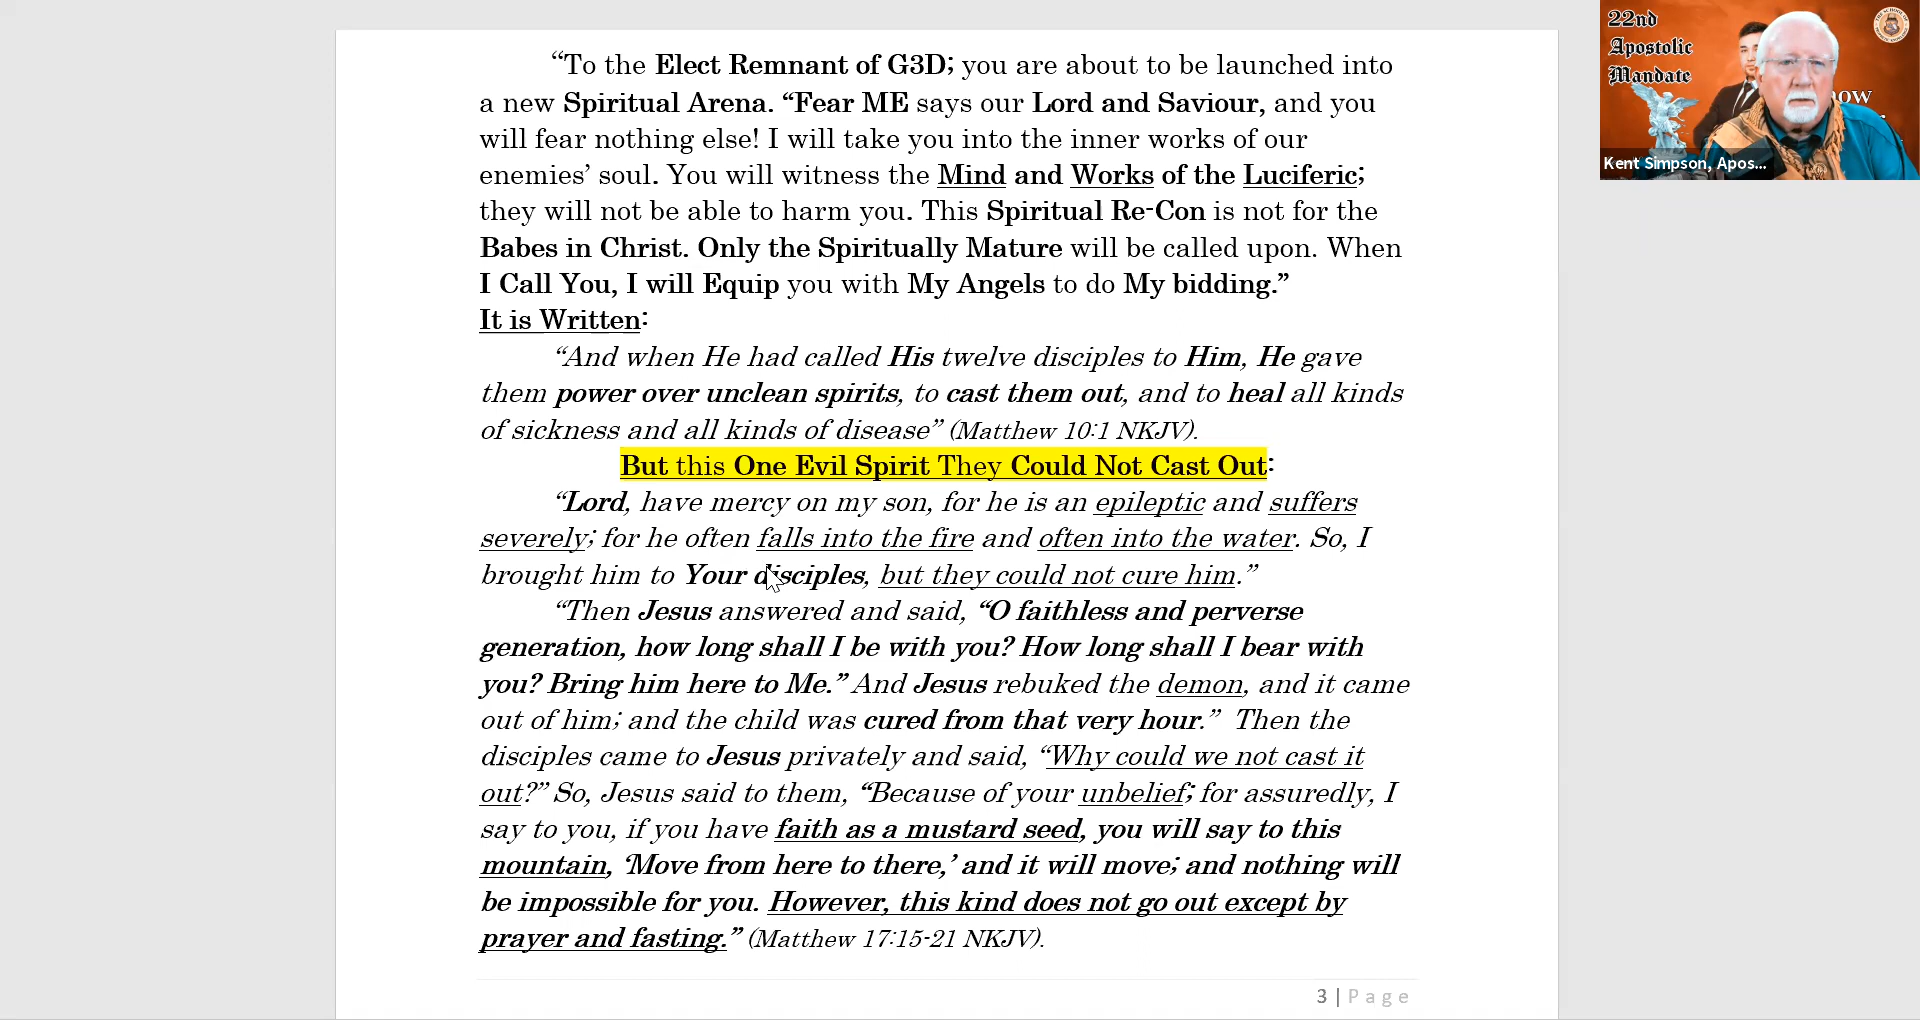 “To the Elect Remnant of G3D; you are about to be launched into
a new Spiritual Arena. “Fear ME says our Lord and Saviour, and you
will fear nothing else! I will take you into the inner works of our
enemies’ soul. You will witness the Mind and Works of the Luciferic;
they will not be able to harm you. This Spiritual Re-Con is not for the
Babes in Christ. Only the Spiritually Mature will be called upon. When
I Call You, I will Equip you with My Angels to do My bidding.”
It is Written:
“And when He had called His twelve disciples to Him, He gave
them power over unclean spirits, to cast them out, and to heal all kinds
of sickness and all kinds of disease” (Matthew 10:1 NKJV).
But this One Evil Spirit They Could Not Cast Out:
“Lord, have mercy on my son, for he is an epileptic and suffers
severely; for he often falls into the fire and often into the water. So, I
brought him to Your disciples, but they could not cure him.”
“Then Jesus answered and said, “O faithless and perverse
generation, how long shall I be with you? How long shall I bear with
you? Bring him here to Me.” And Jesus rebuked the demon, and it came
out of him; and the child was cured from that very hour.” Then the
disciples came to Jesus privately and said, “Why could we not cast it
out?” So, Jesus said to them, “Because of your unbelief; for assuredly, I
say to you, if you have faith as a mustard seed, you will say to this
mountain, ‘Move from here to there,’ and it will move; and nothing will
be impossible for you. However, this kind does not go out except by
prayer and fasting.” (Matthew 17:15-21 NKJV).
3 | Page
22nd
Apostolic
Mandate
Kent Simpson, Apos...